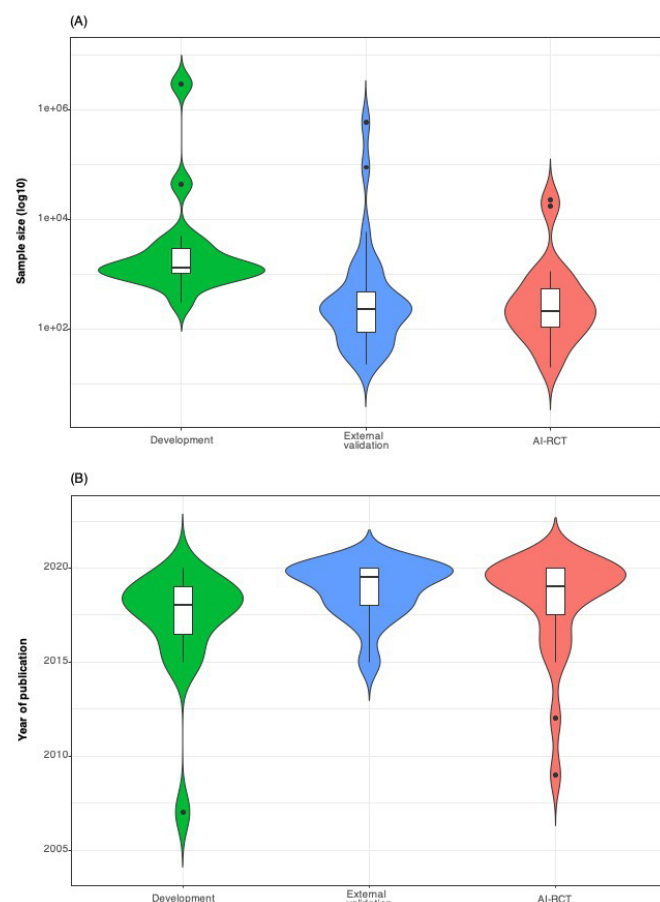 (A)
Sample size (log10)
1e+06
1e+04
1e+02
Development
External
validation
AI-RCT
(B)
Year of publication
2020
2015
2010
2005
Development
External
validation
AI-RCT